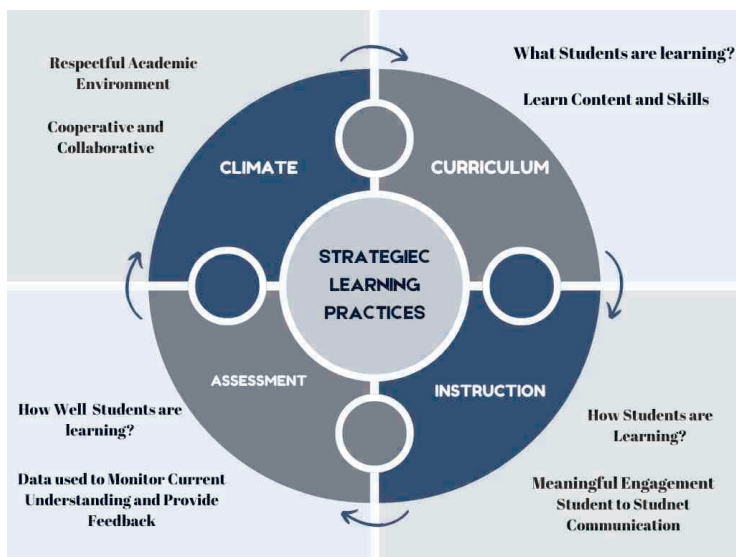 Respectful Academic
Environment
Cooperative and
Collaborative
CLIMATE
What Students are learning?
Learn Content and Skills
CURRICULUM
STRATEGIEC
LEARNING
PRACTICES
ASSESSMENT
How Well Students are
learning?
Data used to Monitor Current
Understanding and Provide
Feedback
INSTRUCTION
How Students are
Learning?
Meaningful Engagement
Student to Studnet
Communication